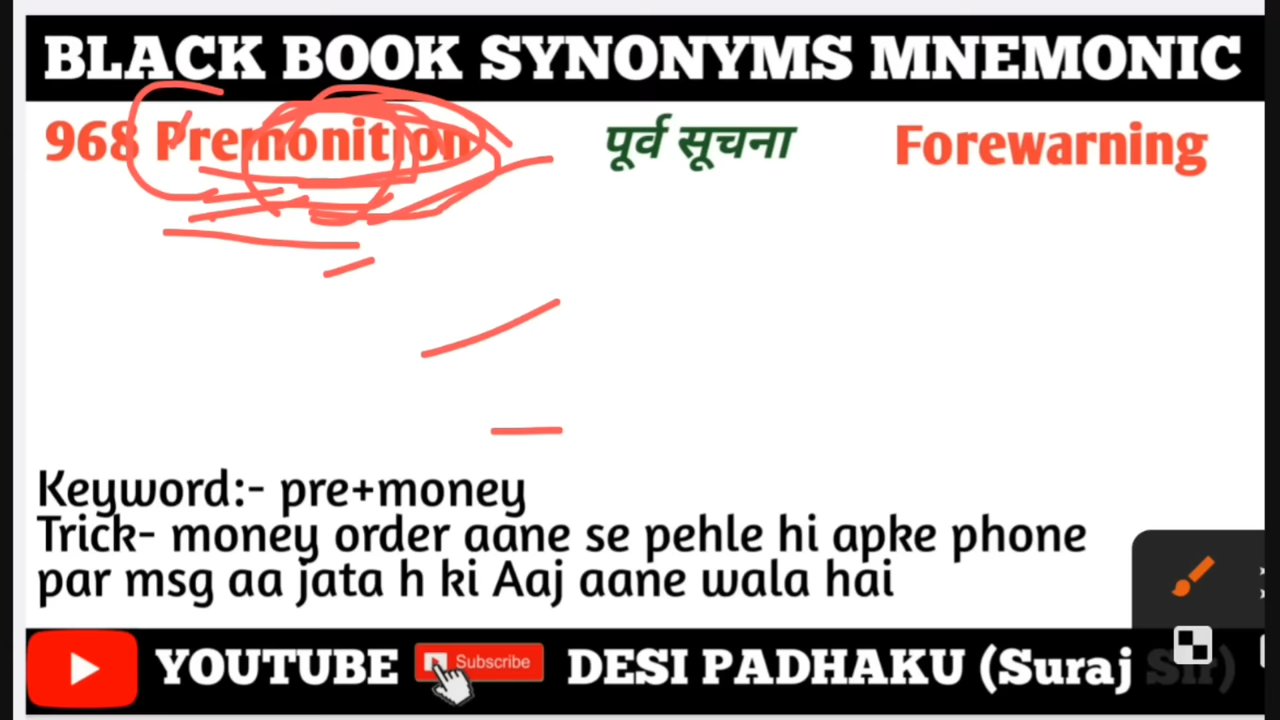 BLACK BOOK SYNONYMS MNEMONIC
968 Premonition पूर्व सूचना Forewarning
Keyword:- pre+money
Trick- money order aane se pehle hi apke phone
par msg aa jata h ki Aaj aane wala hai
YOUTUBE Subscribe DESI PADHAKU (Suraj Sir)